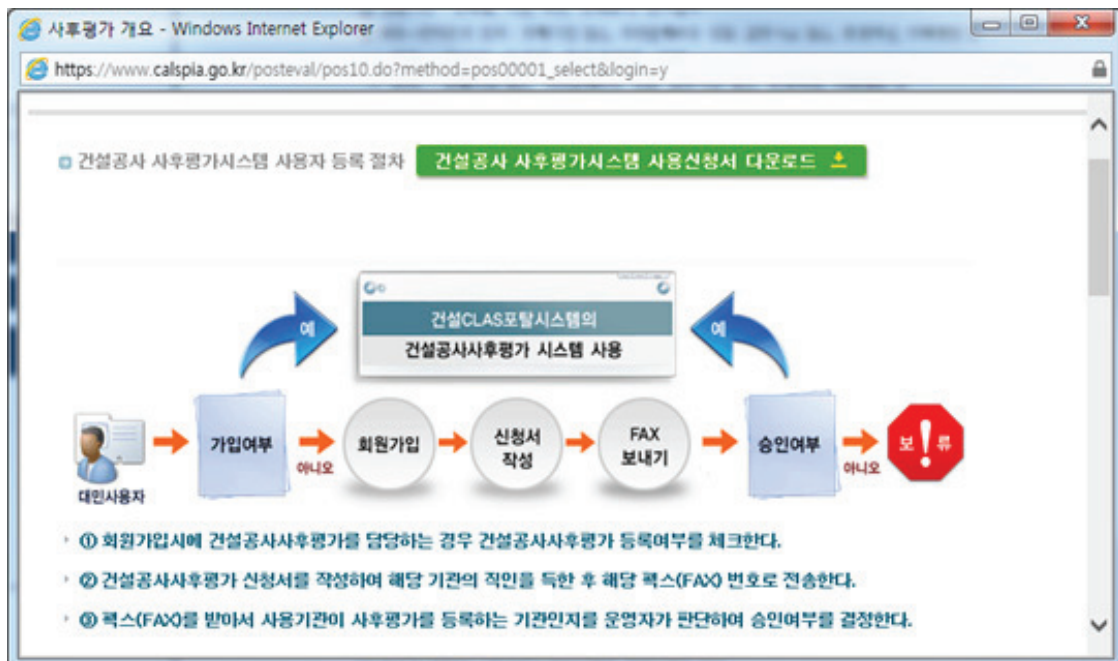 사후평가 개요 - Windows Internet Explorer
https://www.calspia.go.kr/posteval/pos10.do?method=pos00001_select&login=y
건설공사 사후평가시스템 사용자 등록 절차
건설공사 사후평가시스템 사용신청서 다운로드
건설CLAS포탈시스템의
건설공사사후평가 시스템 사용
예
예
대민사용자
가입여부
아니오
회원가입
신청서
작성
FAX
보내기
승인여부
아니오
보!류
① 회원가입시에 건설공사사후평가를 담당하는 경우 건설공사사후평가 등록여부를 체크한다.
② 건설공사사후평가 신청서를 작성하여 해당 기관의 직인을 득한 후 해당 팩스(FAX) 번호로 전송한다.
③ 팩스(FAX)를 받아서 사용기관이 사후평가를 등록하는 기관인지를 운영자가 판단하여 승인여부를 결정한다.